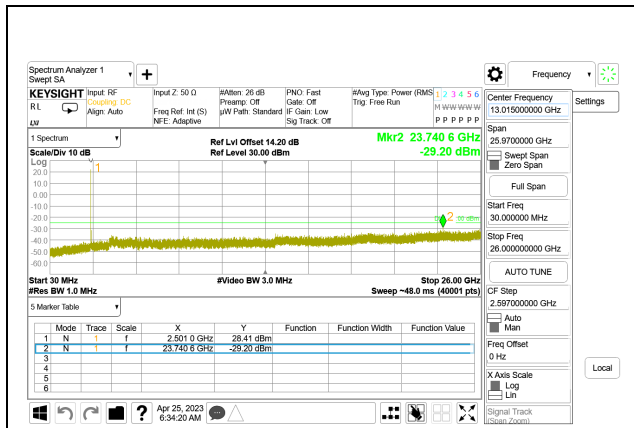 Spectrum Analyzer 1
Swept SA
Frequency
Settings
KEYSIGHT
RL
Input: RF
Coupling: DC
Align: Auto
Input Z: 50 Ω
Freq Ref: Int (S)
NFE: Adaptive
#Atten: 26 dB
Preamp: Off
µW Path: Standard
PNO: Fast
Gate: Off
IF Gain: Low
Sig Track: Off
#Avg Type: Power (RMS
Trig: Free Run
1 2 3 4 5 6
M W W W W W
P P P P P P
LXI
1 Spectrum
Scale/Div 10 dB
Ref Lvl Offset 14.20 dB
Ref Level 30.00 dBm
Mkr2 23.740 6 GHz
-29.20 dBm
Log
20.0
10.0
0.00
-10.0
-20.0
-30.0
-40.0
-50.0
-60.0
1
2
dBm
Start 30 MHz
#Video BW 3.0 MHz
Stop 26.00 GHz
#Res BW 1.0 MHz
Sweep ~48.0 ms (40001 pts)
5 Marker Table
Mode Trace Scale X Y Function Function Width Function Value
1 N 1 f 2.501 0 GHz 28.41 dBm
2 N 1 f 23.740 6 GHz -29.20 dBm
3
4
5
6
Center Frequency
13.015000000 GHz
Span
25.9700000 GHz
Swept Span
Zero Span
Full Span
Start Freq
30.000000 MHz
Stop Freq
26.000000000 GHz
AUTO TUNE
CF Step
2.597000000 GHz
Auto
Man
Freq Offset
0 Hz
X Axis Scale
Log
Lin
Signal Track
(Span Zoom)
Local
?
Apr 25, 2023
6:34:20 AM